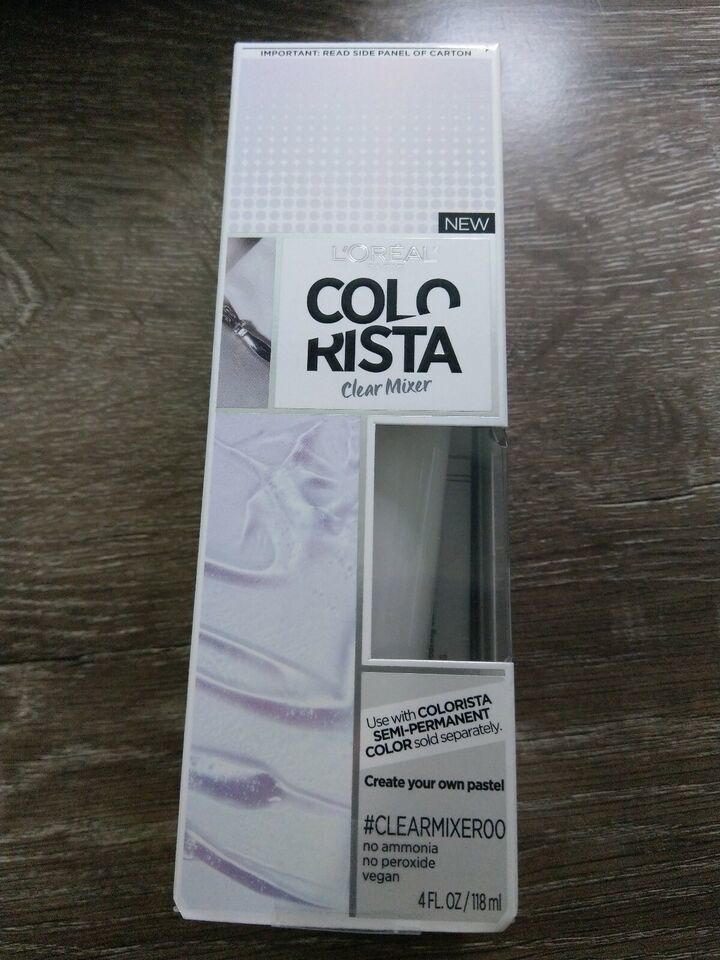 IMPORTANT: READ SIDE PANEL OF CARTON
NEW
L'ORÉAL
COLO
RISTA
Clear Mixer
Use with COLORISTA
SEMI-PERMANENT
COLOR sold separately.
Create your own pastel
#CLEARMIXER00
no ammonia
no peroxide
vegan
4 FL. OZ / 118 ml